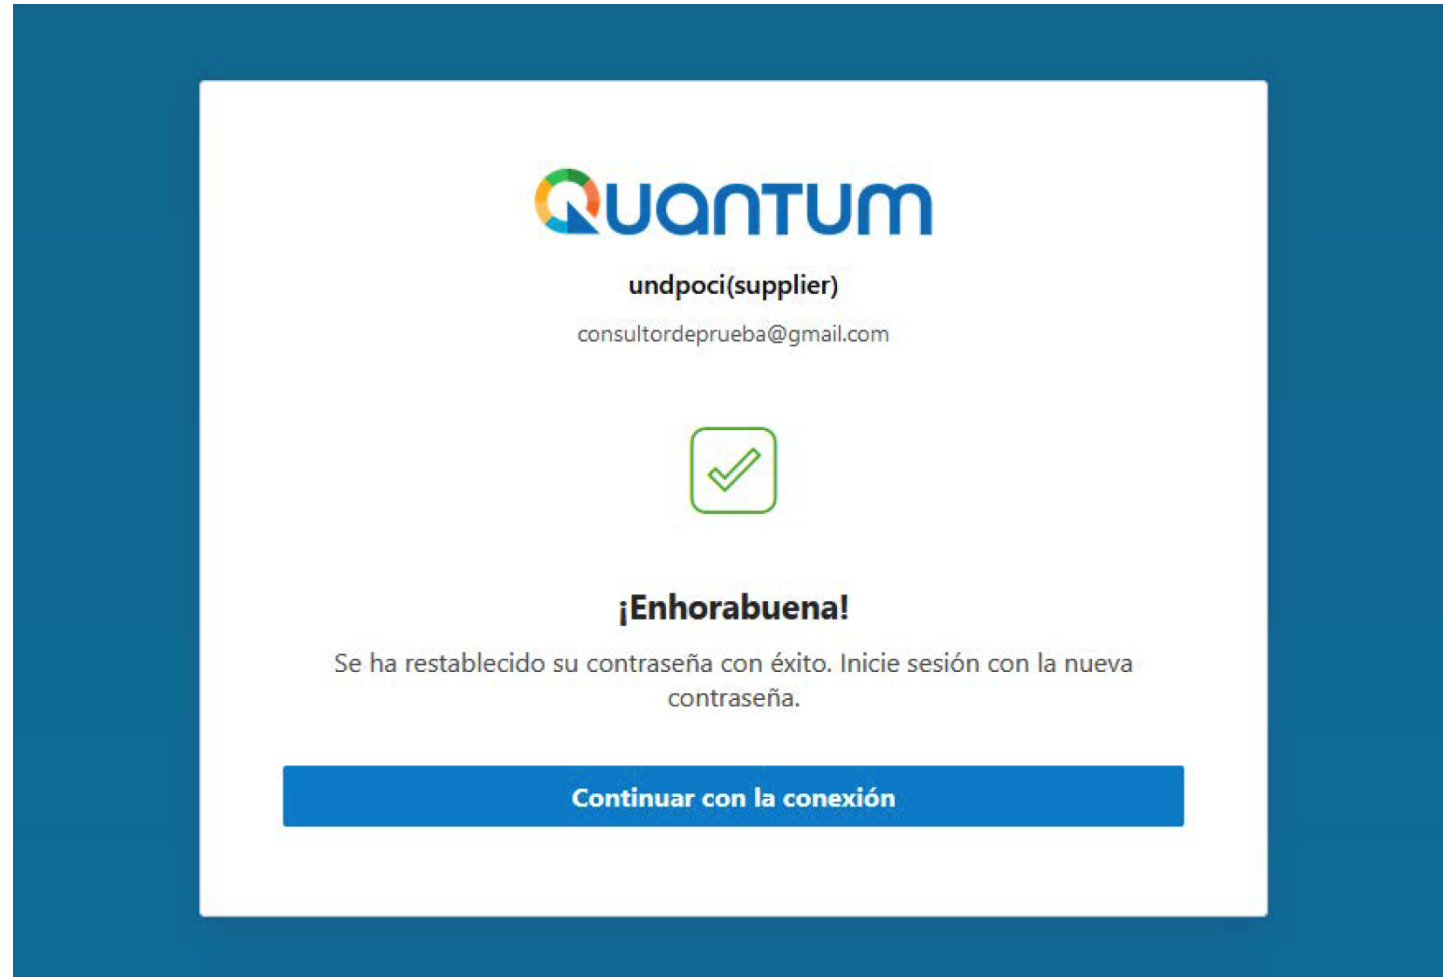 Quantum
undpoci(supplier)
consultordeprueba@gmail.com
¡Enhorabuena!
Se ha restablecido su contraseña con éxito. Inicie sesión con la nueva
contraseña.
Continuar con la conexión